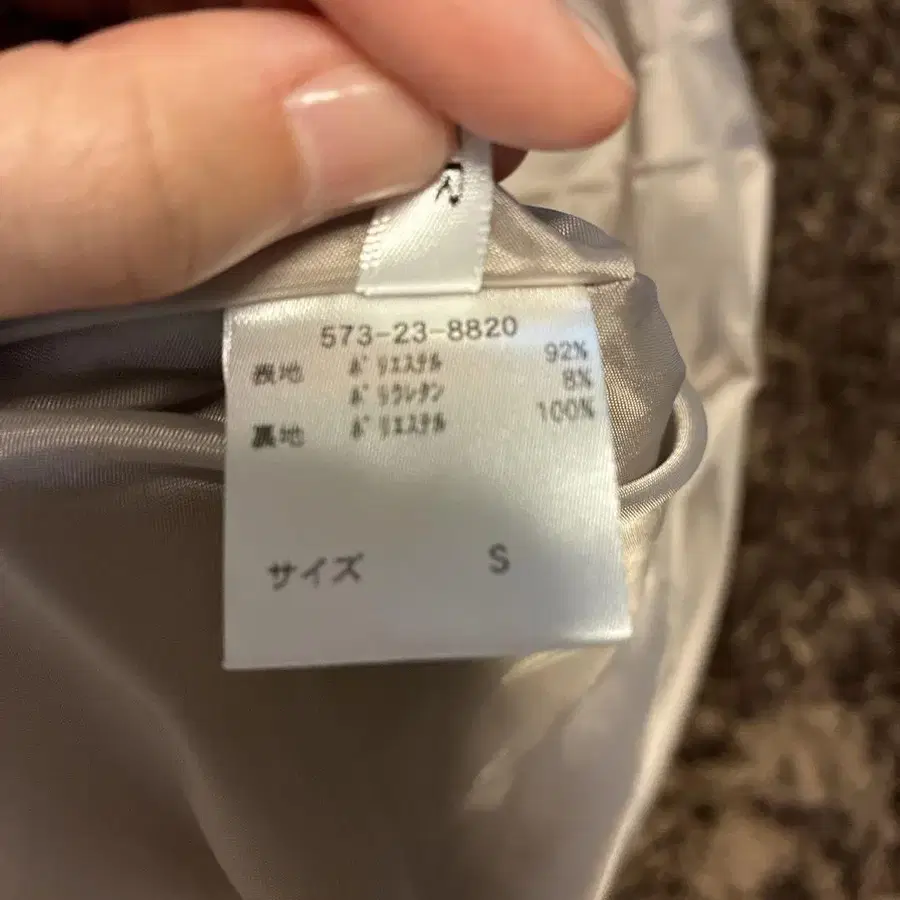 573-23-8820
表地 ポリエステル 92%
ポリウレタン 8%
裏地 ポリエステル 100%
サイズ S